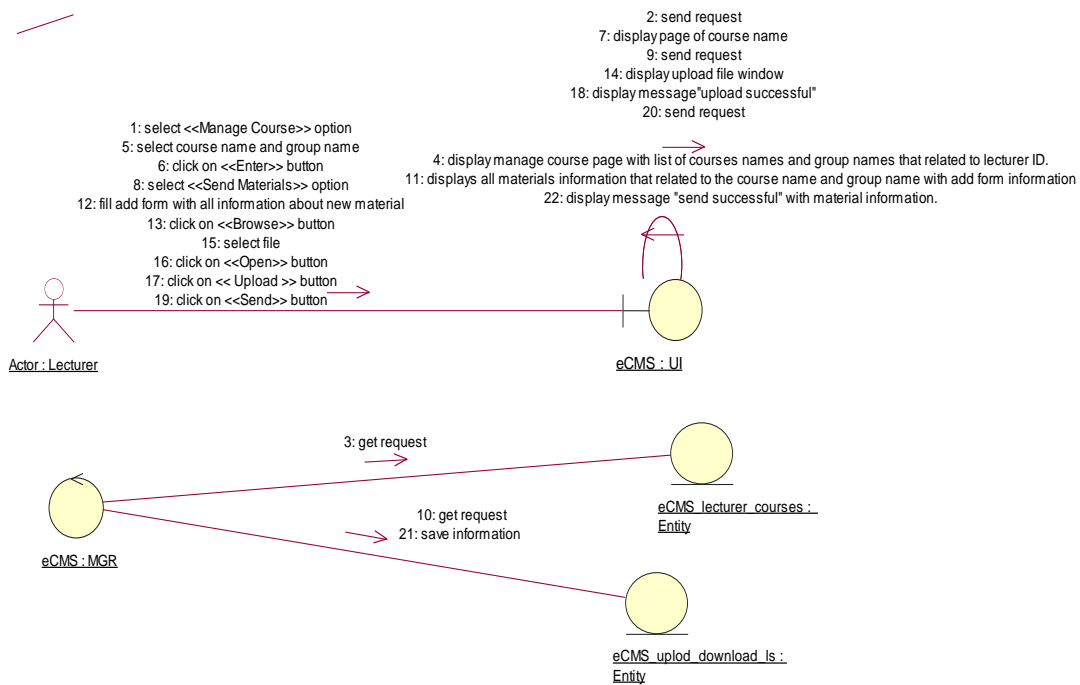 2: send request
7: display page of course name
9: send request
14: display upload file window
18: display message"upload successful"
20: send request
1: select <<Manage Course>> option
5: select course name and group name
6: click on <<Enter>> button
8: select <<Send Materials>> option
12: fill add form with all information about new material
13: click on <<Browse>> button
15: select file
16: click on <<Open>> button
17: click on << Upload >> button
19: click on <<Send>> button
4: display manage course page with list of courses names and group names that related to lecturer ID.
11: displays all materials information that related to the course name and group name with add form information
22: display message "send successful" with material information.
Actor : Lecturer
eCMS : UI
3: get request
10: get request
21: save information
eCMS : MGR
eCMS_lecturer_courses :
Entity
eCMS_uplod_download_ls :
Entity